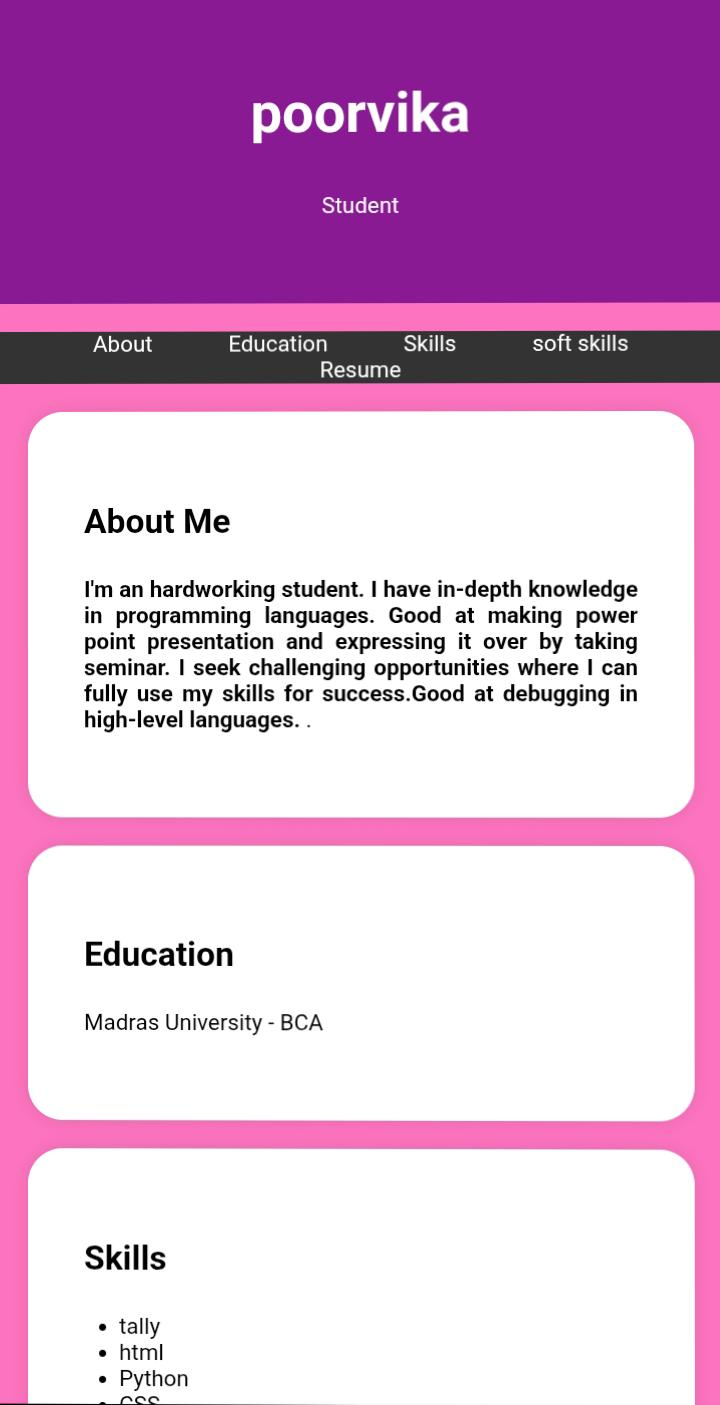 poorvika
Student
About Education Skills soft skills
Resume
About Me
I'm an hardworking student. I have in-depth knowledge
in programming languages. Good at making power
point presentation and expressing it over by taking
seminar. I seek challenging opportunities where I can
fully use my skills for success.Good at debugging in
high-level languages. .
Education
Madras University - BCA
Skills
• tally
• html
• Python
• CSS